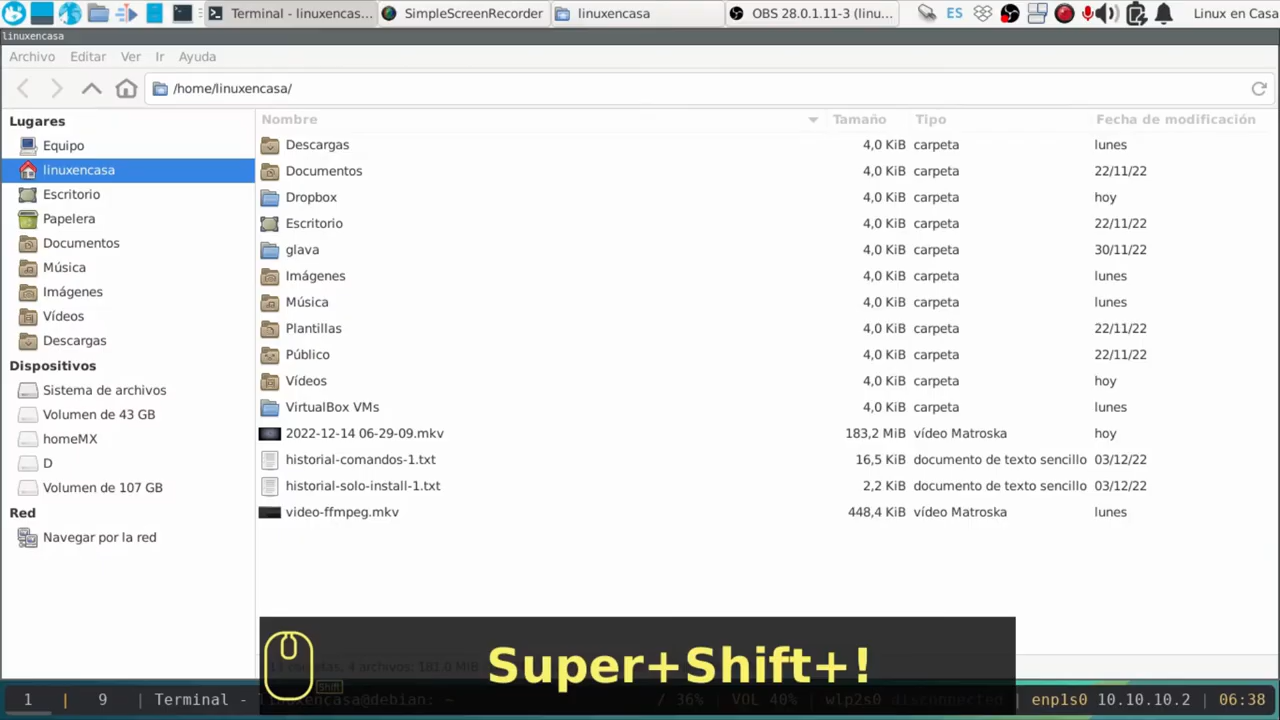 Terminal - linuxencas...
SimpleScreenRecorder
linuxencasa
OBS 28.0.1.11-3 (linu...
ES
Linux en Casa
linuxencasa
Archivo Editar Ver Ir Ayuda
/home/linuxencasa/
Lugares
Equipo
linuxencasa
Escritorio
Papelera
Documentos
Música
Imágenes
Vídeos
Descargas
Dispositivos
Sistema de archivos
Volumen de 43 GB
homeMX
D
Volumen de 107 GB
Red
Navegar por la red
Nombre Tamaño Tipo Fecha de modificación
Descargas 4,0 KiB carpeta lunes
Documentos 4,0 KiB carpeta 22/11/22
Dropbox 4,0 KiB carpeta hoy
Escritorio 4,0 KiB carpeta 22/11/22
glava 4,0 KiB carpeta 30/11/22
Imágenes 4,0 KiB carpeta lunes
Música 4,0 KiB carpeta lunes
Plantillas 4,0 KiB carpeta 22/11/22
Público 4,0 KiB carpeta 22/11/22
Vídeos 4,0 KiB carpeta hoy
VirtualBox VMs 4,0 KiB carpeta lunes
2022-12-14 06-29-09.mkv 183,2 MiB vídeo Matroska hoy
historial-comandos-1.txt 16,5 KiB documento de texto sencillo 03/12/22
historial-solo-install-1.txt 2,2 KiB documento de texto sencillo 03/12/22
video-ffmpeg.mkv 448,4 KiB vídeo Matroska lunes
Super+Shift+!
Shift
1 | 9 | Terminal - linuxencasa@debian: ~ / 36% | VOL 40% | wlp2s0 disconnected | enp1s0 10.10.10.2 | 06:38